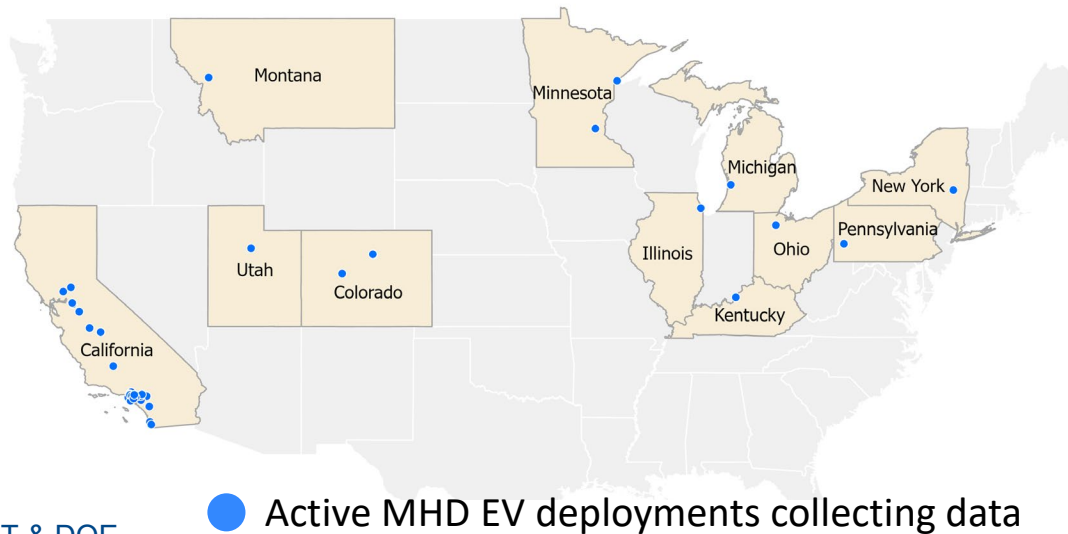 Montana
Minnesota
Michigan
New York
Pennsylvania
Ohio
Illinois
Utah
Colorado
Kentucky
California
Active MHD EV deployments collecting data